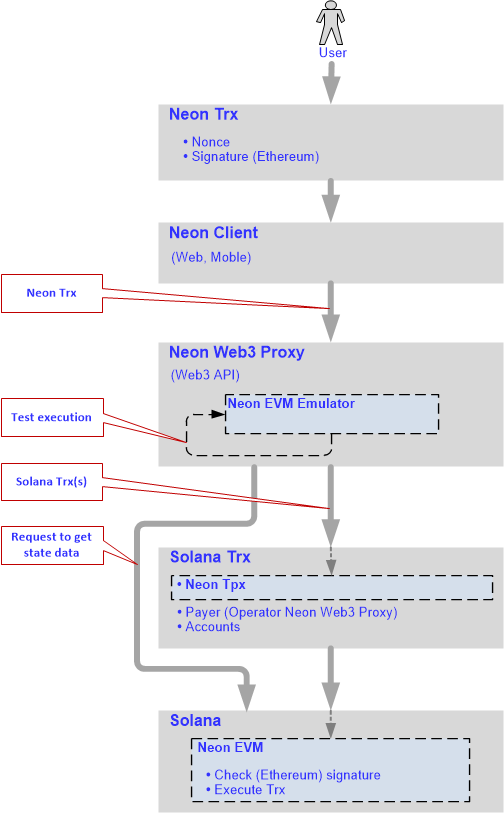 User
Neon Trx
• Nonce
• Signature (Ethereum)
Neon Client
(Web, Moble)
Neon Trx
Neon Web3 Proxy
(Web3 API)
Neon EVM Emulator
Test execution
Solana Trx(s)
Request to get
state data
Solana Trx
• Neon Tpx
• Payer (Operator Neon Web3 Proxy)
• Accounts
Solana
Neon EVM
• Check (Ethereum) signature
• Execute Trx